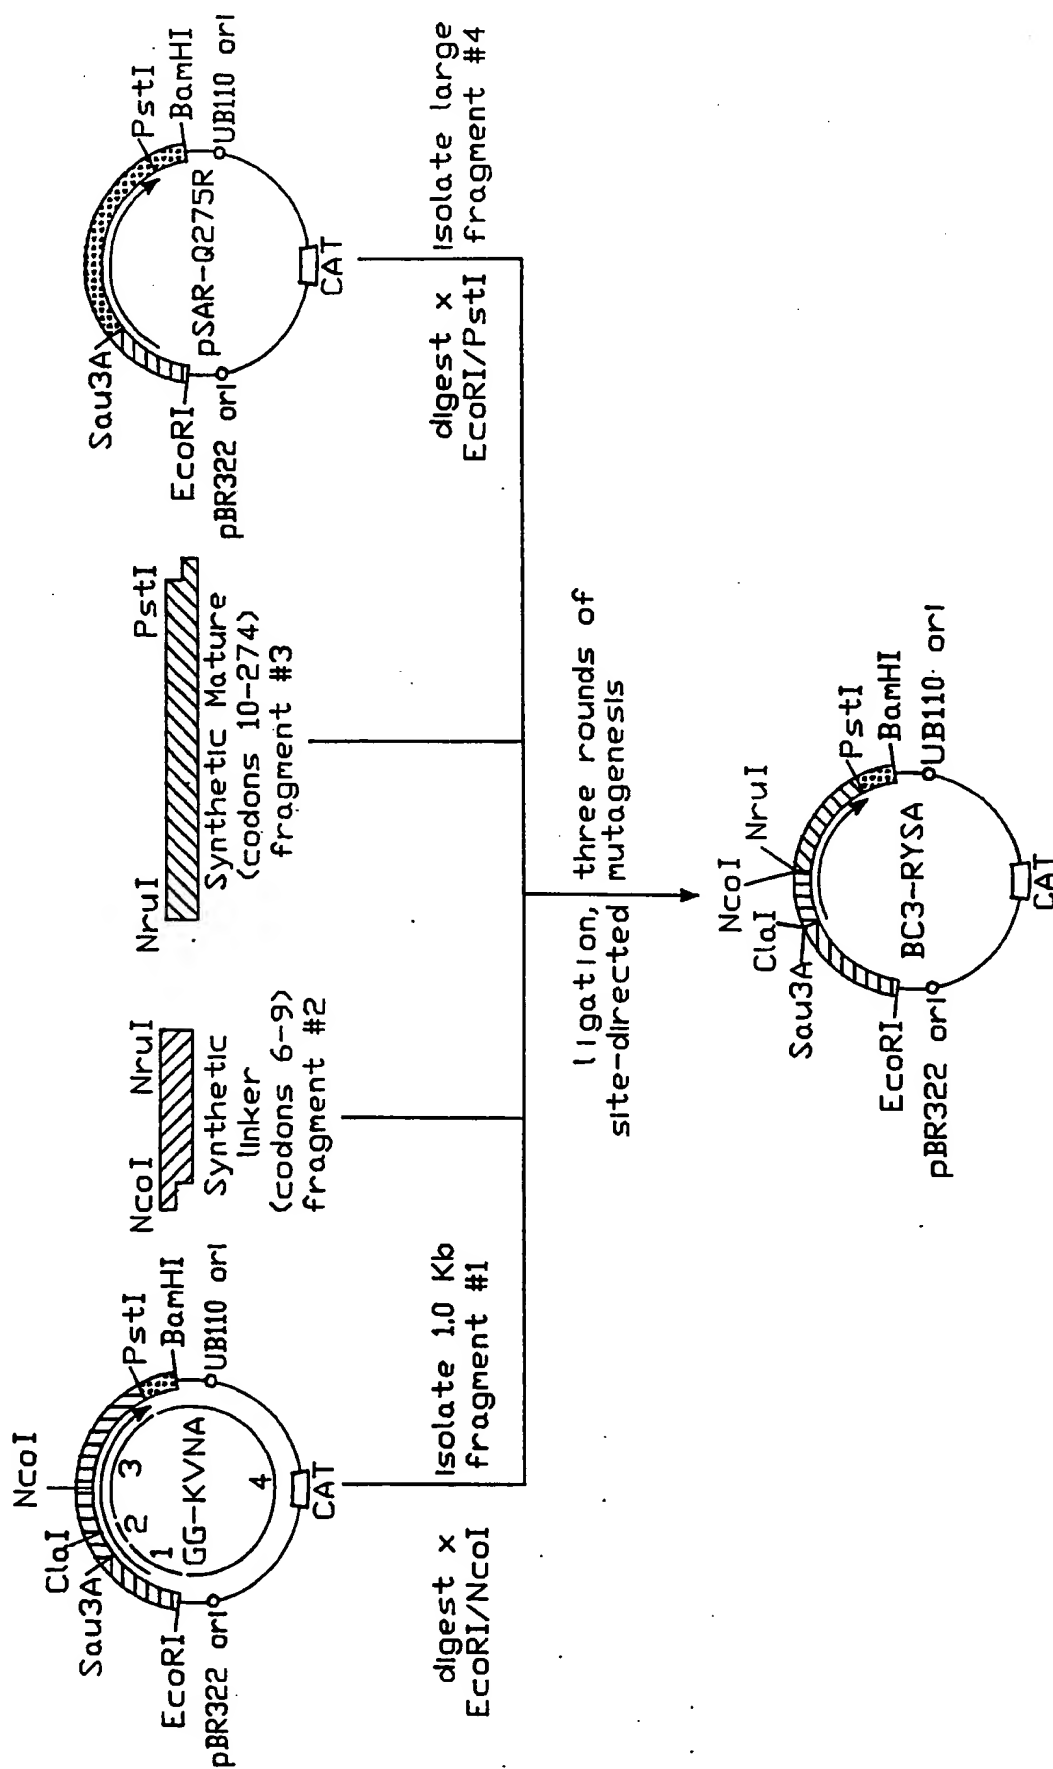 NcoI
ClaI
Sau3A
PstI
BamHI
EcoRI
pBR322 ori
UB110 ori
1
2
3
4
GG-KVNA
CAT
digest x
EcoRI/NcoI
isolate 1.0 Kb
fragment #1
NcoI
NruI
Synthetic
linker
(codons 6-9)
fragment #2
NruI
PstI
Synthetic Mature
(codons 10-274)
fragment #3
Sau3A
PstI
BamHI
EcoRI
pBR322 ori
UB110 ori
pSAR-Q275R
CAT
digest x
EcoRI/PstI
isolate large
fragment #4
ligation, three rounds of
site-directed mutagenesis
NcoI
ClaI
Sau3A
NruI
PstI
BamHI
EcoRI
pBR322 ori
UB110 ori
BC3-RYSA
CAT